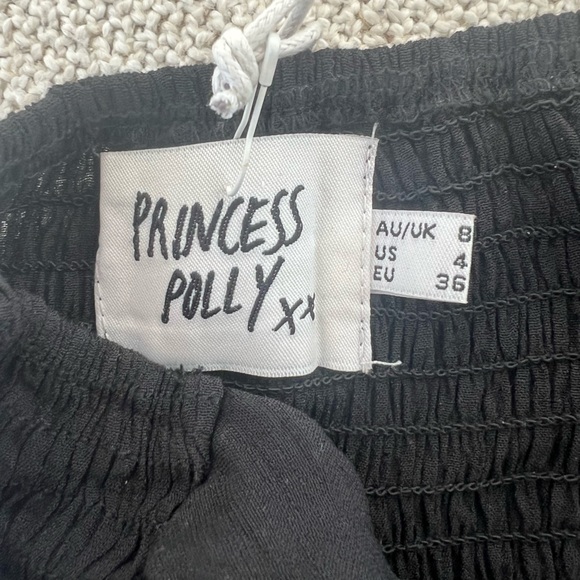 PRINCESS
POLLY xx
AU/UK 8
US 4
EU 36